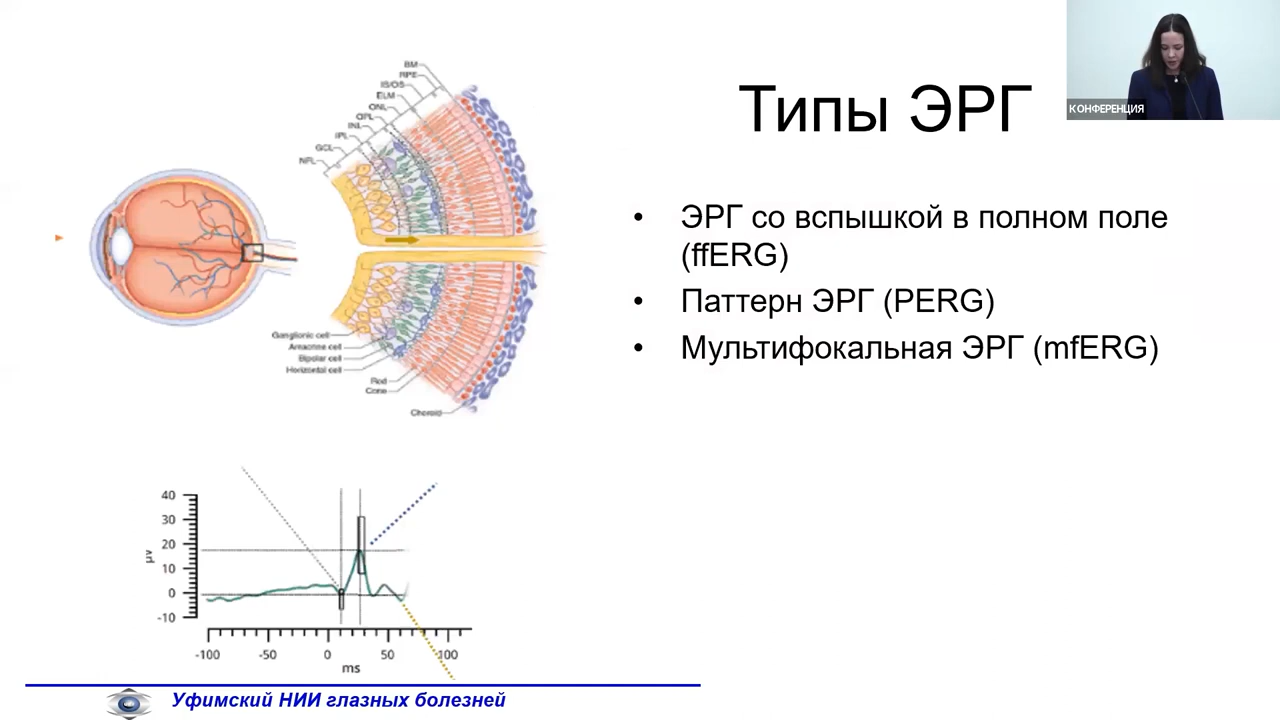 Типы ЭРГ
КОНФЕРЕНЦИЯ
• ЭРГ со вспышкой в полном поле
(ffERG)
• Паттерн ЭРГ (PERG)
• Мультифокальная ЭРГ (mfERG)
BM
RPE
IS/OS
ELM
ONL
OPL
INL
IPL
GCL
NFL
Ganglionic cell
Amacrine cell
Bipolar cell
Horizontal cell
Rod
Cone
Choroid
40
30
20
10
0
-10
µv
-100 -50 0 50 100
ms
Уфимский НИИ глазных болезней